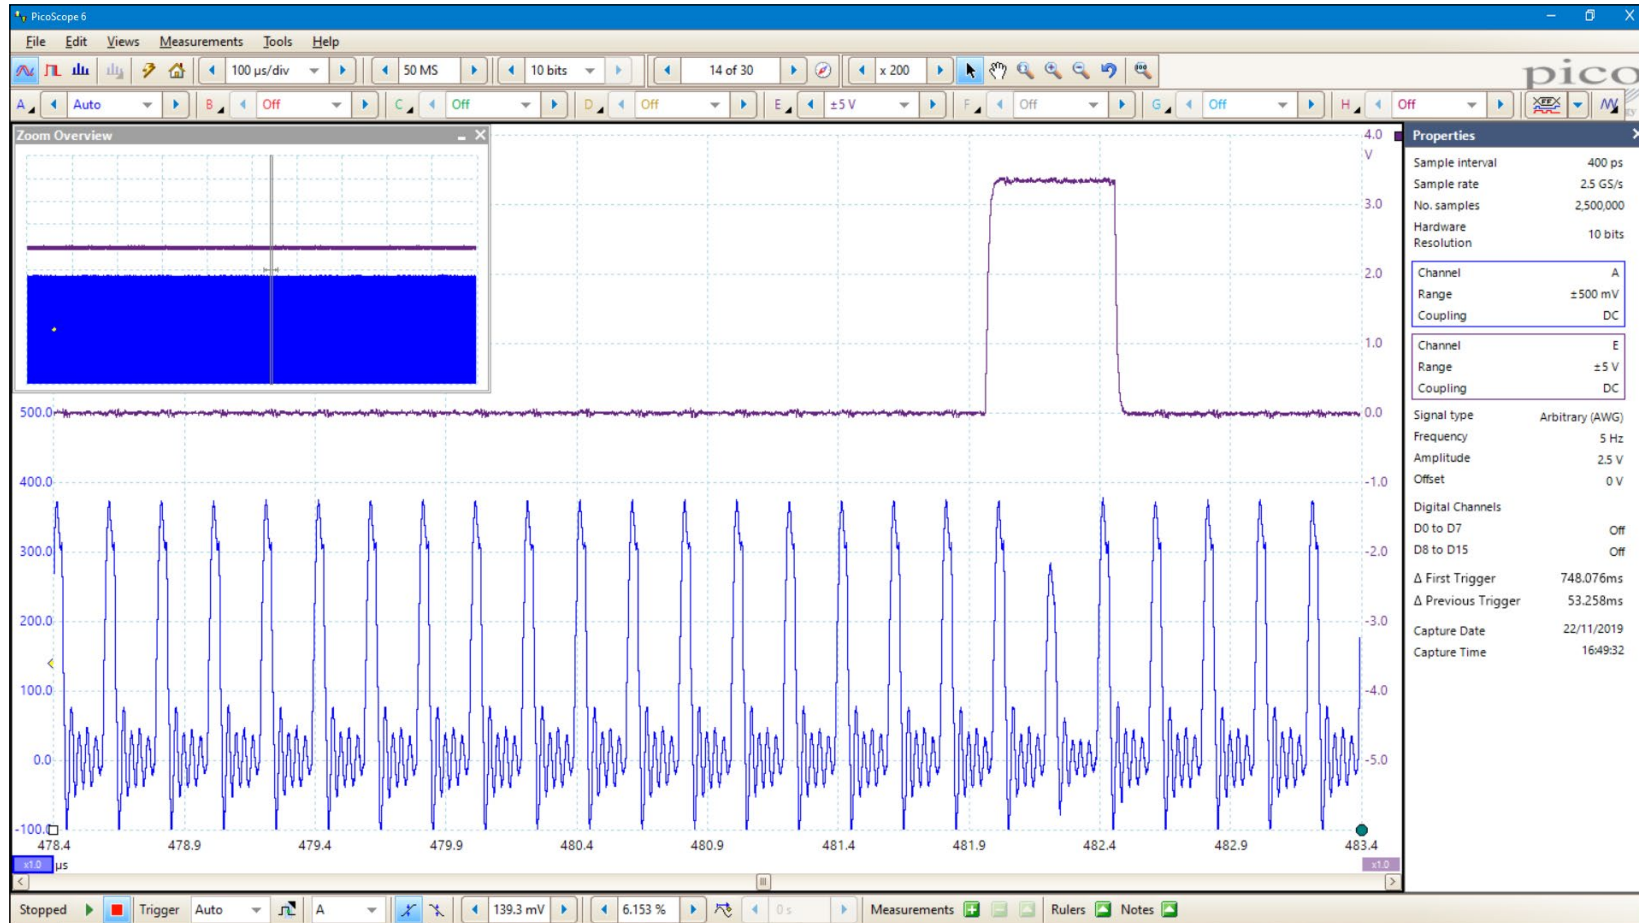 PicoScope 6
File Edit Views Measurements Tools Help
100 µs/div 50 MS 10 bits 14 of 30 x 200
pico
A Auto B Off C Off D Off E ±5 V F Off G Off H Off
Zoom Overview
4.0
V
3.0
2.0
1.0
500.0 0.0
400.0 -1.0
300.0 -2.0
200.0 -3.0
100.0 -4.0
0.0 -5.0
-100.0
478.4 478.9 479.4 479.9 480.4 480.9 481.4 481.9 482.4 482.9 483.4
x1.0 µs x1.0
Properties
Sample interval 400 ps
Sample rate 2.5 GS/s
No. samples 2,500,000
Hardware
Resolution 10 bits
Channel A
Range ±500 mV
Coupling DC
Channel E
Range ±5 V
Coupling DC
Signal type Arbitrary (AWG)
Frequency 5 Hz
Amplitude 2.5 V
Offset 0 V
Digital Channels
D0 to D7 Off
D8 to D15 Off
Δ First Trigger 748.076ms
Δ Previous Trigger 53.258ms
Capture Date 22/11/2019
Capture Time 16:49:32
Stopped Trigger Auto A 139.3 mV 6.153 % 0 s Measurements Rulers Notes